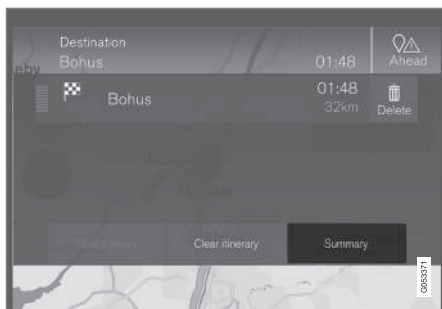 Destination
Bohus
01:48
Ahead
Bohus
01:48
32km
Delete
Clear itinerary
Summary
G053371